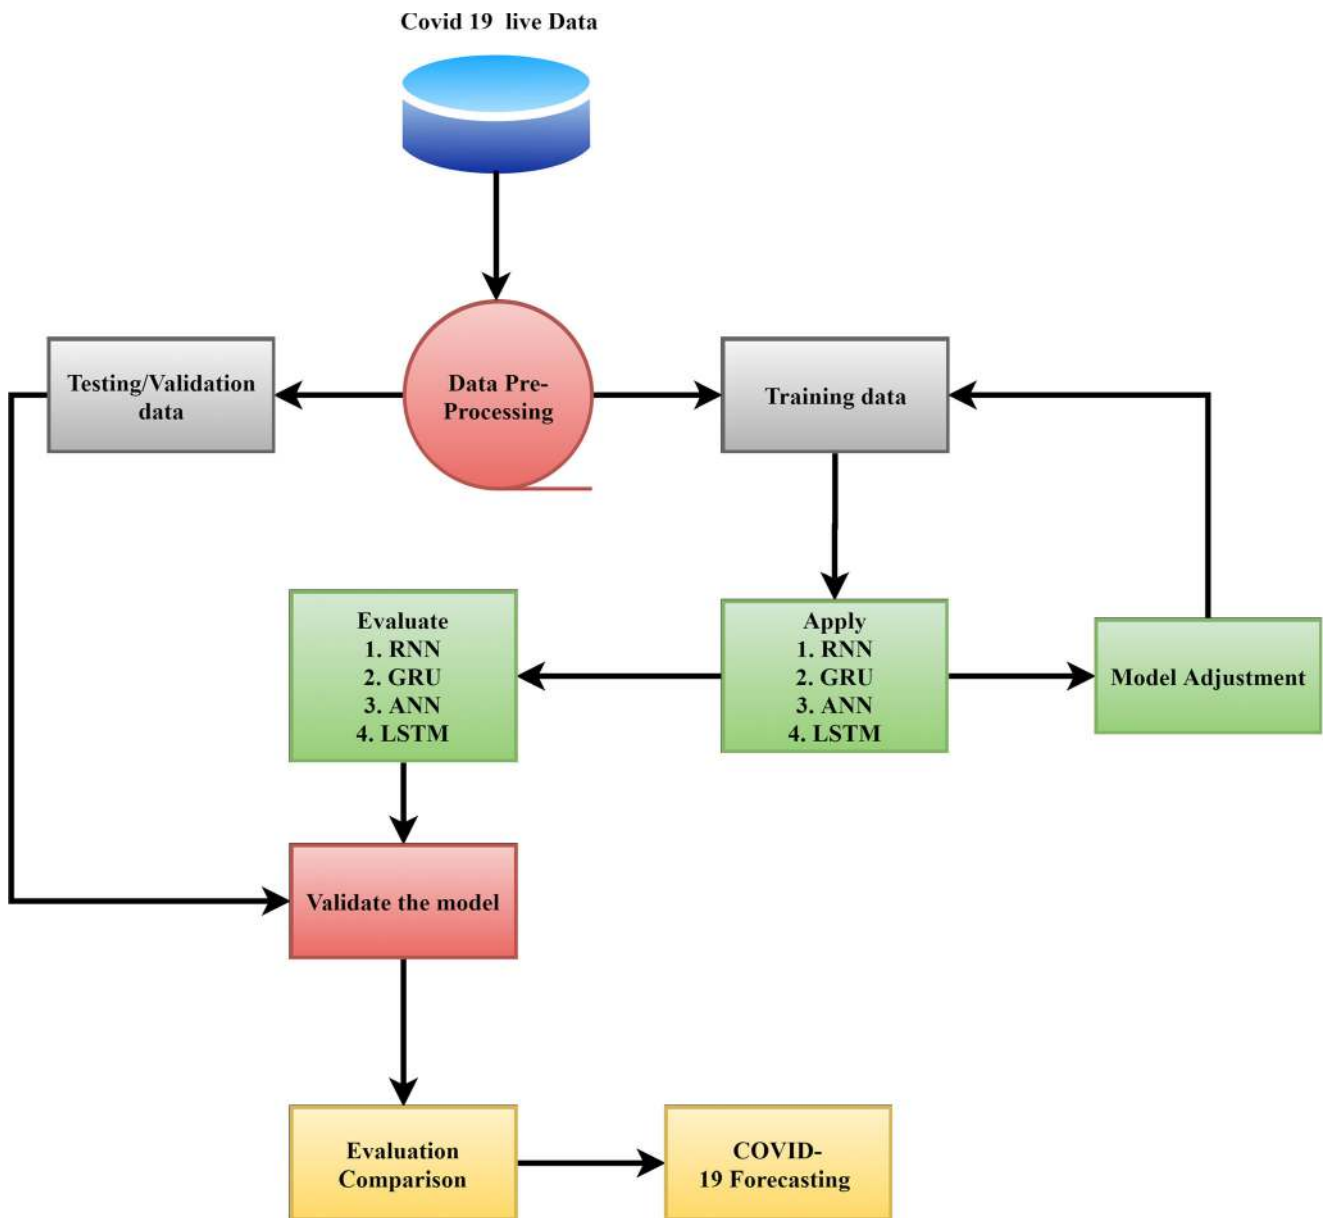 Covid 19 live Data
Testing/Validation
data
Data Pre-
Processing
Training data
Evaluate
1. RNN
2. GRU
3. ANN
4. LSTM
Apply
1. RNN
2. GRU
3. ANN
4. LSTM
Model Adjustment
Validate the model
Evaluation
Comparison
COVID-
19 Forecasting